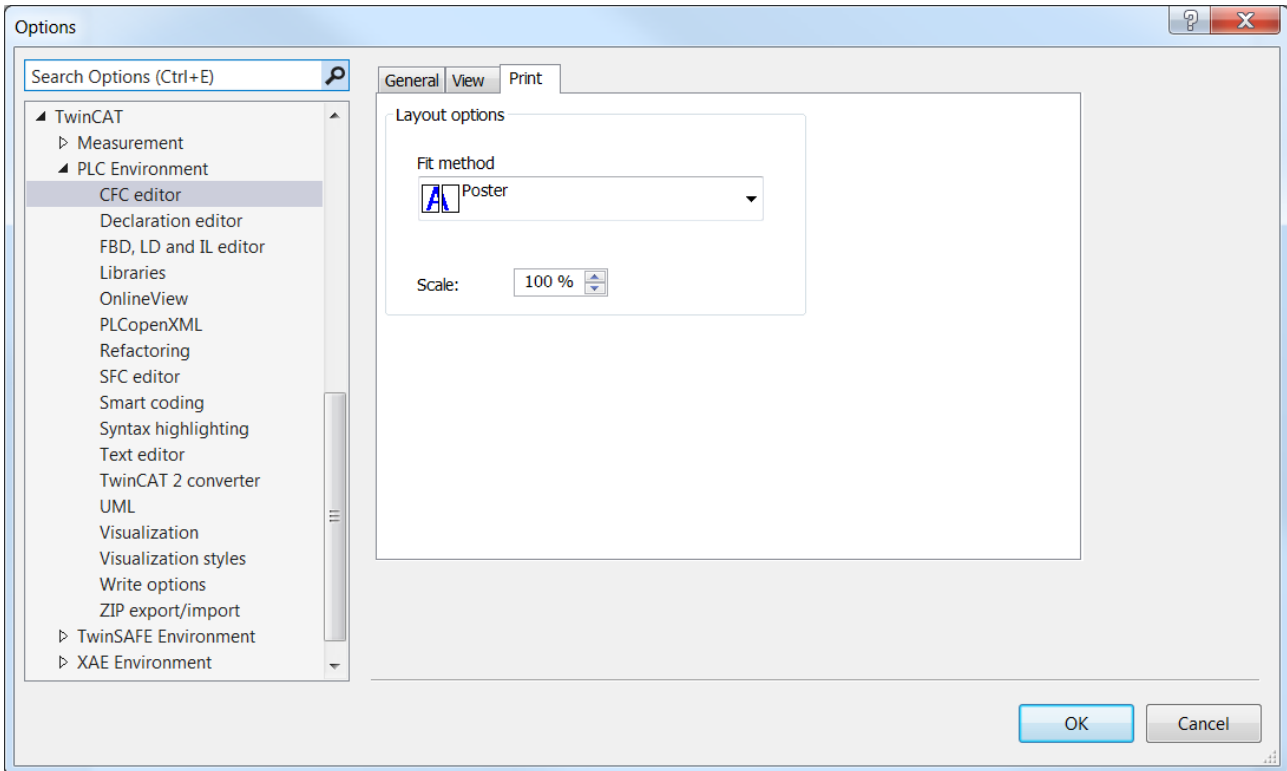 Options
Search Options (Ctrl+E)
TwinCAT
Measurement
PLC Environment
CFC editor
Declaration editor
FBD, LD and IL editor
Libraries
OnlineView
PLCopenXML
Refactoring
SFC editor
Smart coding
Syntax highlighting
Text editor
TwinCAT 2 converter
UML
Visualization
Visualization styles
Write options
ZIP export/import
TwinSAFE Environment
XAE Environment
General View Print
Layout options
Fit method
A Poster
Scale: 100 %
OK Cancel